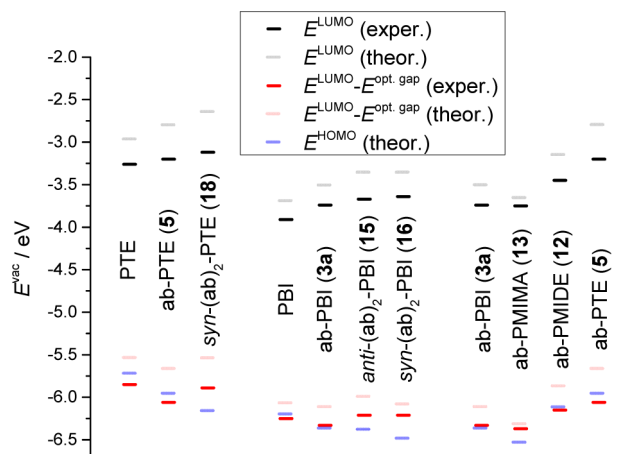 E^LUMO (exper.)
E^LUMO (theor.)
E^LUMO-E^opt. gap (exper.)
E^LUMO-E^opt. gap (theor.)
E^HOMO (theor.)
E^vac / eV
-2.0
-2.5
-3.0
-3.5
-4.0
-4.5
-5.0
-5.5
-6.0
-6.5
PTE
ab-PTE (5)
syn-(ab)₂-PTE (18)
PBI
ab-PBI (3a)
anti-(ab)₂-PBI (15)
syn-(ab)₂-PBI (16)
ab-PBI (3a)
ab-PMIMA (13)
ab-PMIDE (12)
ab-PTE (5)